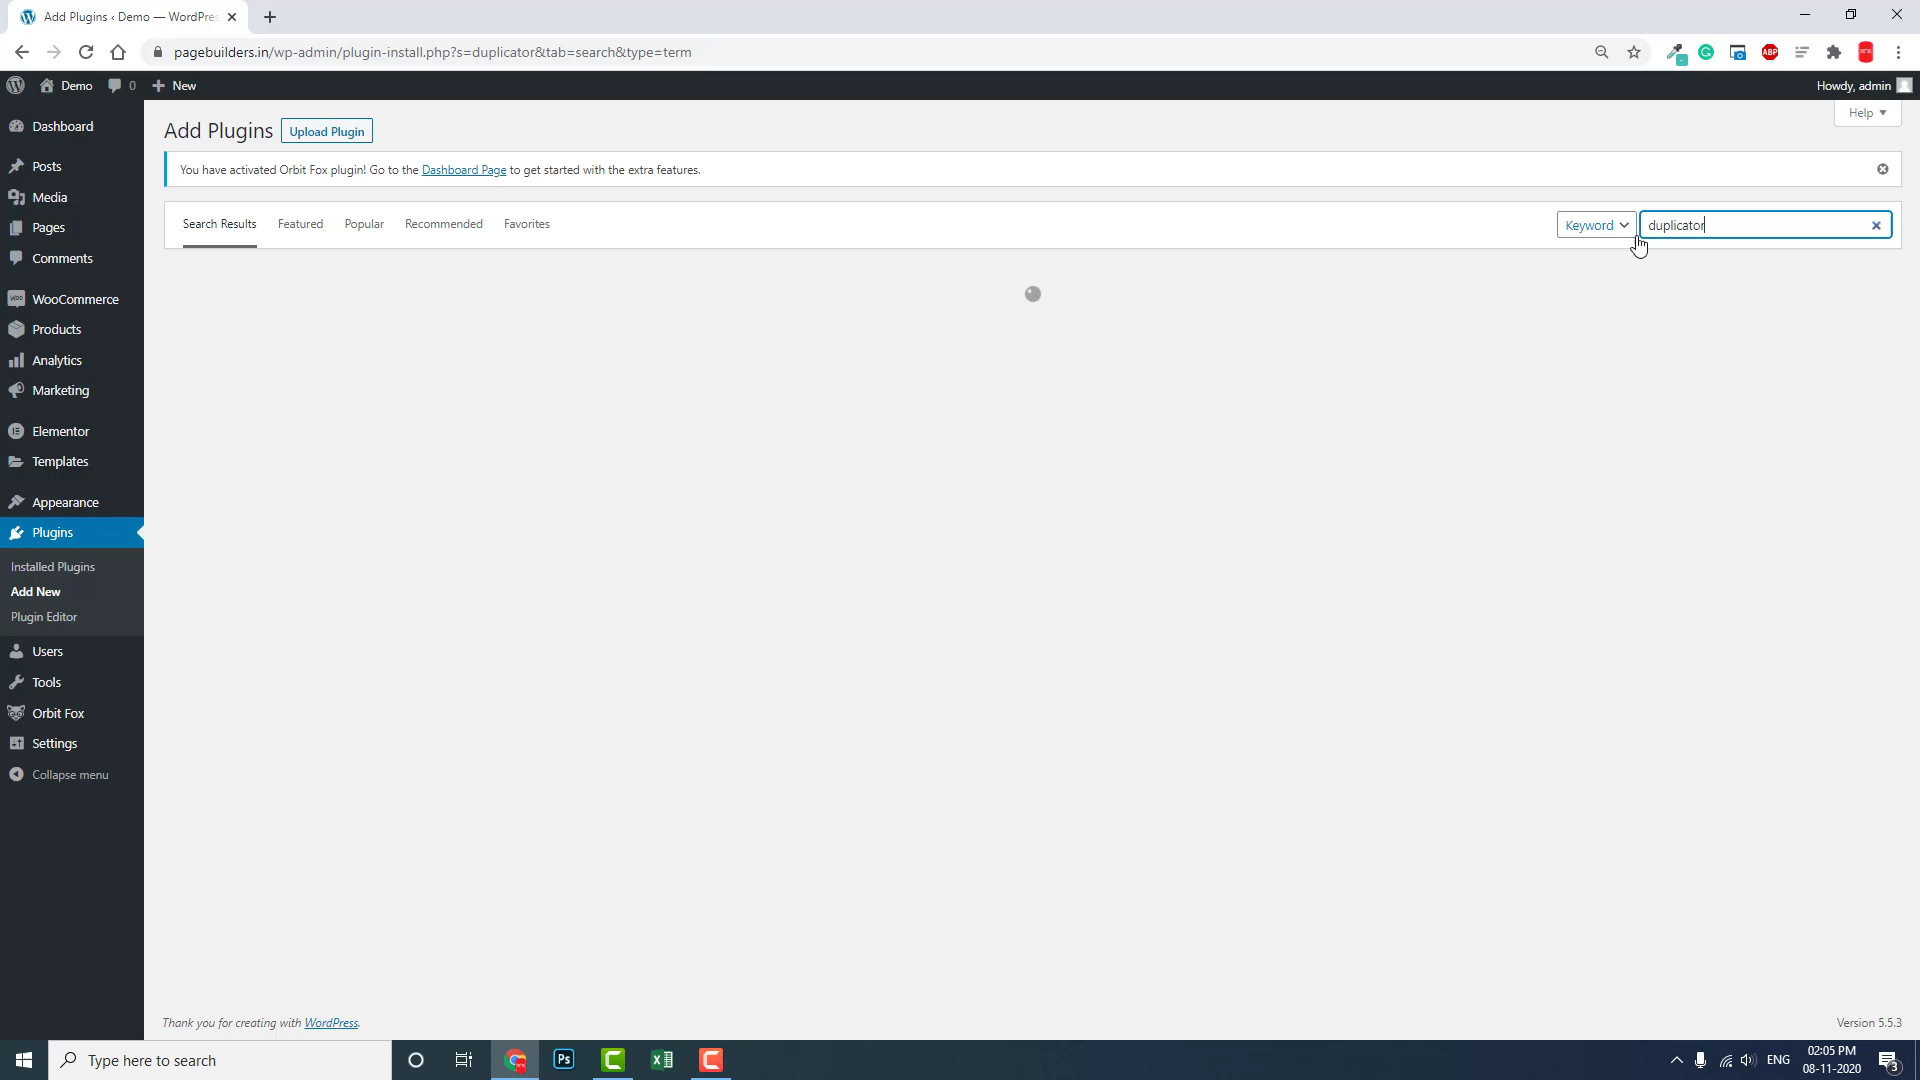 Add Plugins ‹ Demo — WordPres
pagebuilders.in/wp-admin/plugin-install.php?s=duplicator&tab=search&type=term
ABP
Demo 0 New
Howdy, admin
Help
Dashboard
Posts
Media
Pages
Comments
WooCommerce
Products
Analytics
Marketing
Elementor
Templates
Appearance
Plugins
Installed Plugins
Add New
Plugin Editor
Users
Tools
Orbit Fox
Settings
Collapse menu
Add Plugins Upload Plugin
You have activated Orbit Fox plugin! Go to the Dashboard Page to get started with the extra features.
Search Results Featured Popular Recommended Favorites Keyword duplicator
Thank you for creating with WordPress.
Version 5.5.3
Type here to search
Ps
ENG
02:05 PM
08-11-2020
3